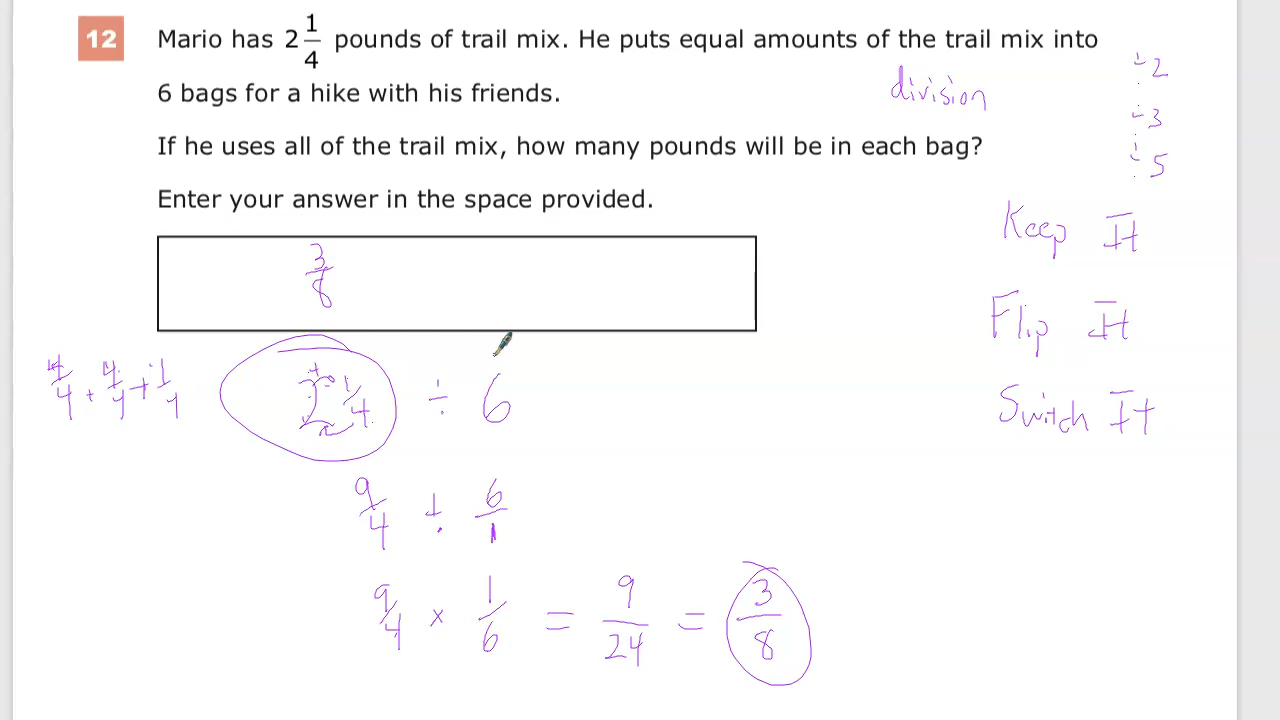 12 Mario has 2 1/4 pounds of trail mix. He puts equal amounts of the trail mix into
6 bags for a hike with his friends.
division
÷2
÷3
÷5
If he uses all of the trail mix, how many pounds will be in each bag?
Enter your answer in the space provided.
Keep It
Flip It
Switch It
3/8
4/4 + 4/4 + 1/4
2 1/4 ÷ 6
9/4 ÷ 6/1
9/4 × 1/6 = 9/24 = 3/8